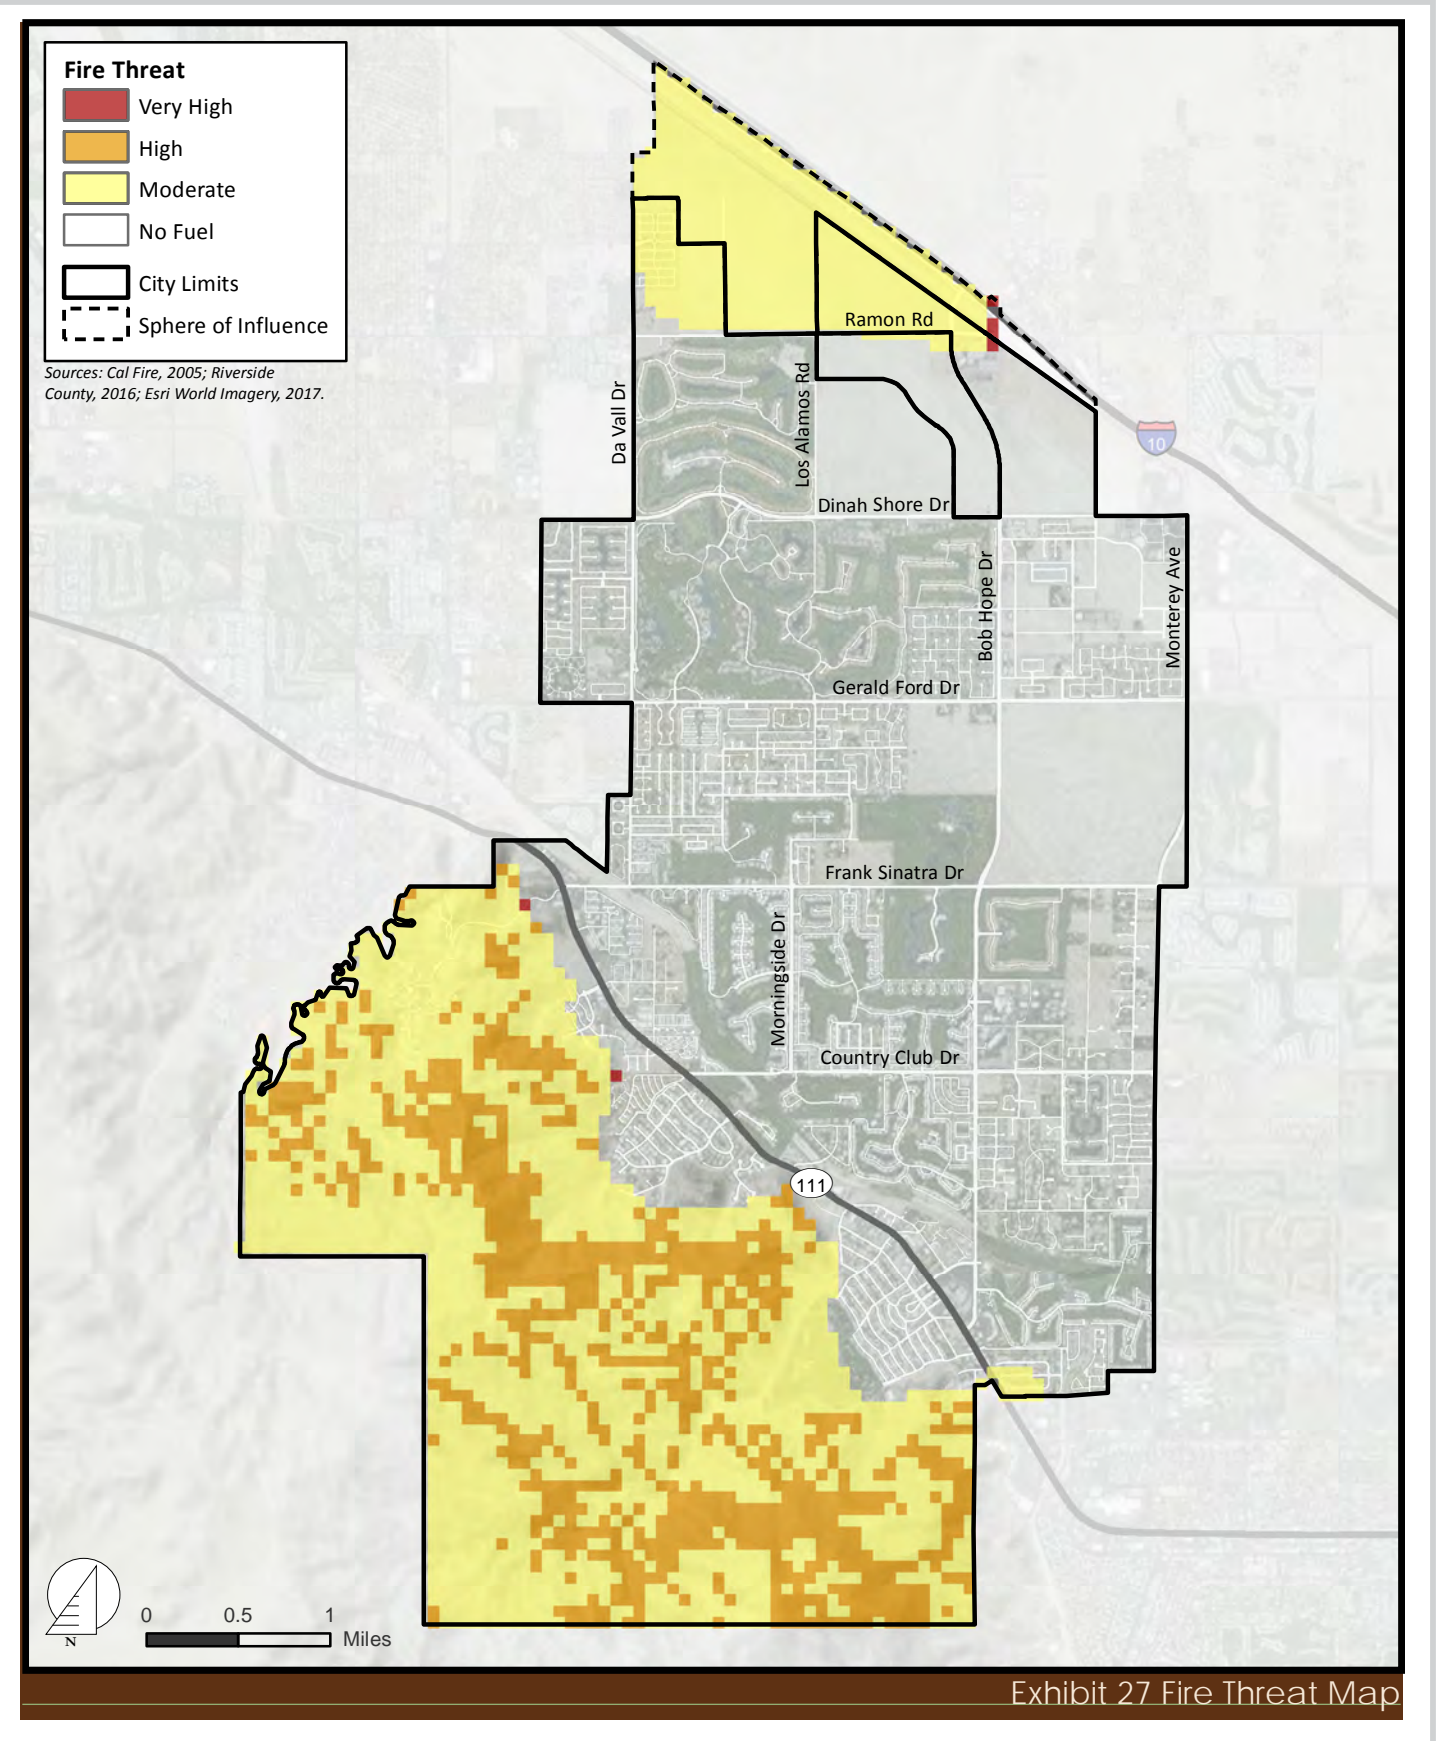 Fire Threat
Very High
High
Moderate
No Fuel
City Limits
Sphere of Influence
Sources: Cal Fire, 2005; Riverside
County, 2016; Esri World Imagery, 2017.
Ramon Rd
Da Vall Dr
Los Alamos Rd
10
Dinah Shore Dr
Bob Hope Dr
Monterey Ave
Gerald Ford Dr
Frank Sinatra Dr
Morningside Dr
Country Club Dr
111
N
0 0.5 1
Miles
Exhibit 27 Fire Threat Map